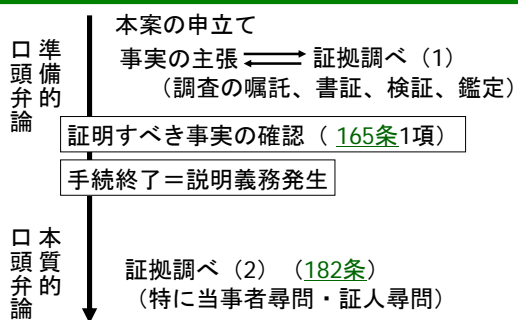 準備的
口頭弁論
本案の申立て
事実の主張 証拠調べ（1）
（調査の嘱託、書証、検証、鑑定）
証明すべき事実の確認（ 165条1項）
手続終了＝説明義務発生
本質的
口頭弁論
証拠調べ（2）（182条）
（特に当事者尋問・証人尋問）